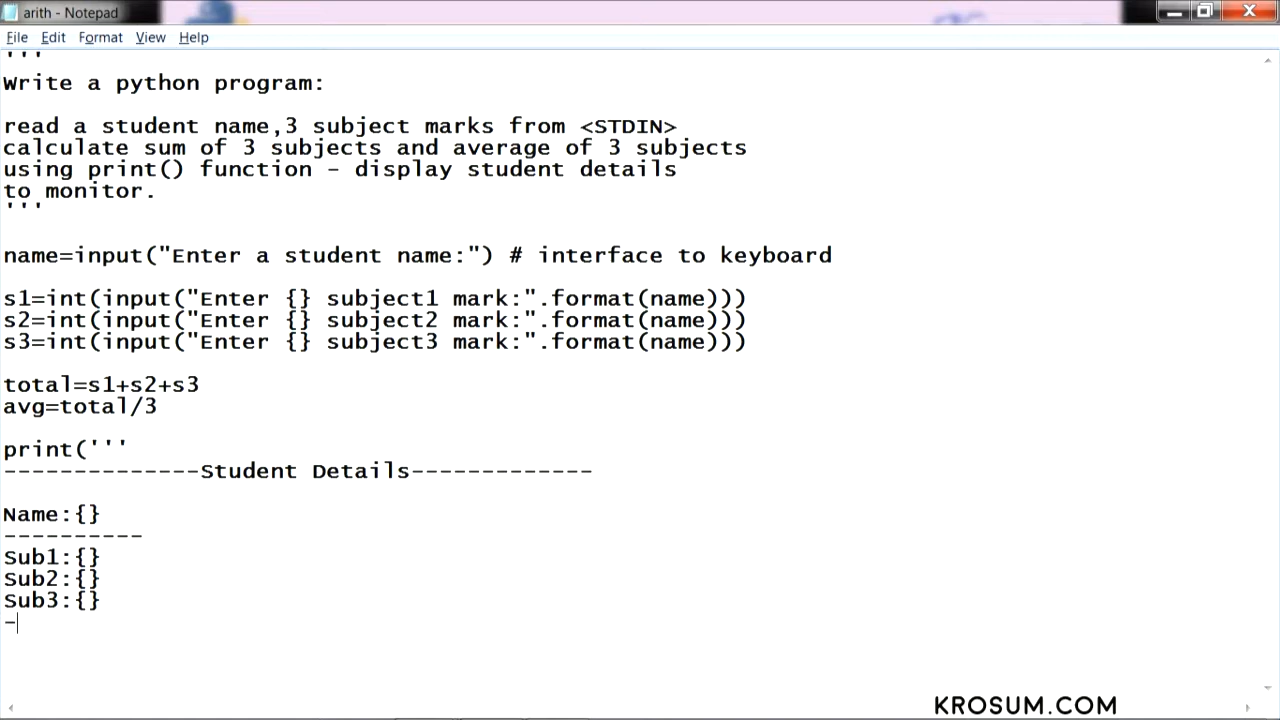 arith - Notepad
File Edit Format View Help
'''
Write a python program:
read a student name,3 subject marks from <STDIN>
calculate sum of 3 subjects and average of 3 subjects
using print() function - display student details
to monitor.
'''
name=input("Enter a student name:") # interface to keyboard
s1=int(input("Enter {} subject1 mark:".format(name)))
s2=int(input("Enter {} subject2 mark:".format(name)))
s3=int(input("Enter {} subject3 mark:".format(name)))
total=s1+s2+s3
avg=total/3
print('''
--------------Student Details-------------
Name:{}
----------
Sub1:{}
Sub2:{}
Sub3:{}
-
KROSUM.COM